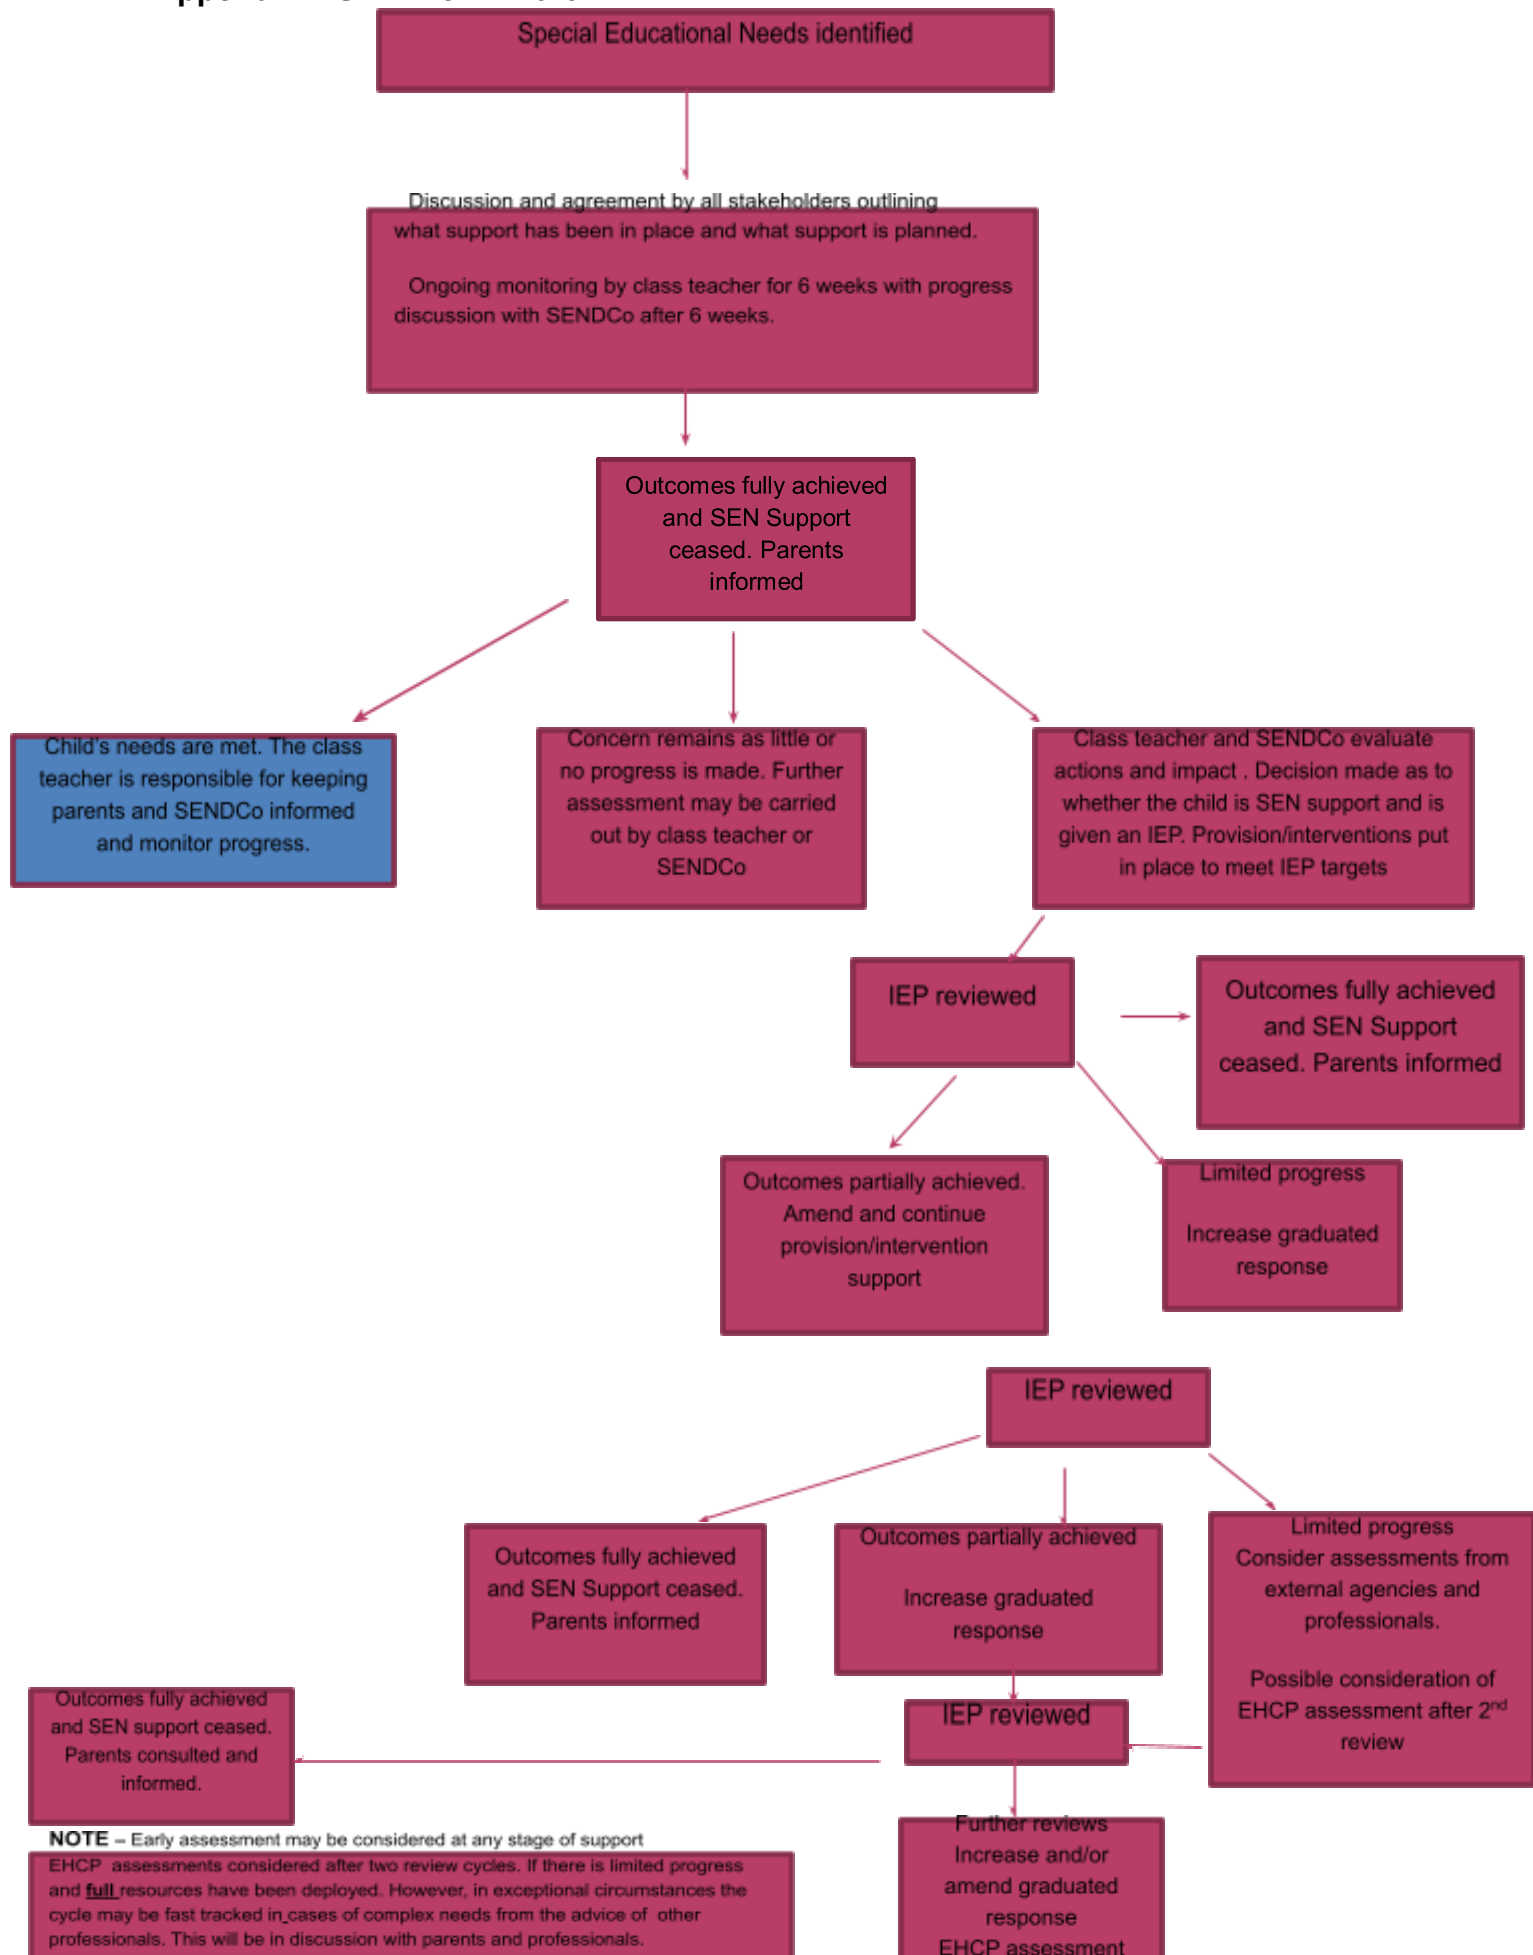 Special Educational Needs identified
Discussion and agreement by all stakeholders outlining
what support has been in place and what support is planned.
Ongoing monitoring by class teacher for 6 weeks with progress
discussion with SENDCo after 6 weeks.
Outcomes fully achieved
and SEN Support
ceased. Parents
informed
Child's needs are met. The class
teacher is responsible for keeping
parents and SENDCo informed
and monitor progress.
Concern remains as little or
no progress is made. Further
assessment may be carried
out by class teacher or
SENDCo
Class teacher and SENDCo evaluate
actions and impact . Decision made as to
whether the child is SEN support and is
given an IEP. Provision/interventions put
in place to meet IEP targets
IEP reviewed
Outcomes fully achieved
and SEN Support
ceased. Parents informed
Outcomes partially achieved.
Amend and continue
provision/intervention
support
Limited progress
Increase graduated
response
IEP reviewed
Outcomes fully achieved
and SEN Support ceased.
Parents informed
Outcomes partially achieved
Increase graduated
response
Limited progress
Consider assessments from
external agencies and
professionals.
Possible consideration of
EHCP assessment after 2nd
review
IEP reviewed
Outcomes fully achieved
and SEN support ceased.
Parents consulted and
informed.
Further reviews
Increase and/or
amend graduated
response
EHCP assessment
NOTE – Early assessment may be considered at any stage of support
EHCP assessments considered after two review cycles. If there is limited progress
and full resources have been deployed. However, in exceptional circumstances the
cycle may be fast tracked in cases of complex needs from the advice of other
professionals. This will be in discussion with parents and professionals.